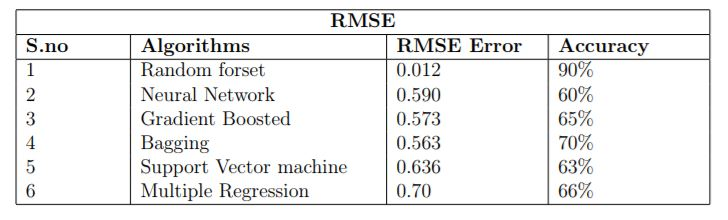 RMSE
S.no Algorithms RMSE Error Accuracy
1 Random forset 0.012 90%
2 Neural Network 0.590 60%
3 Gradient Boosted 0.573 65%
4 Bagging 0.563 70%
5 Support Vector machine 0.636 63%
6 Multiple Regression 0.70 66%